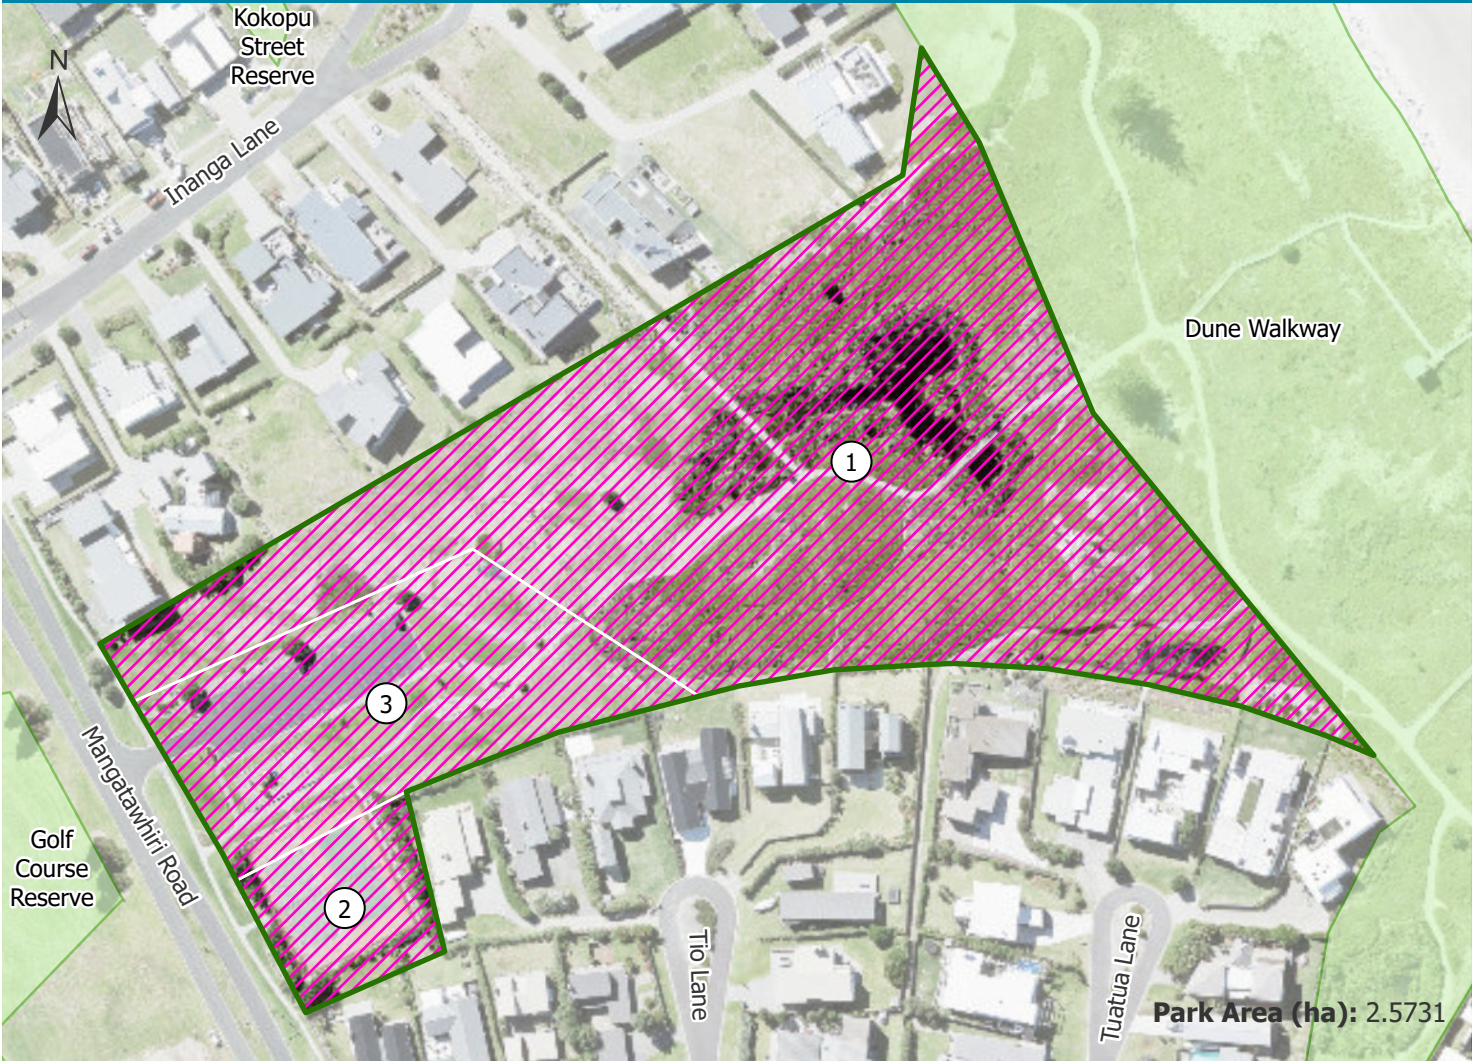 Kokopu
Street
Reserve
N
Inanga Lane
Dune Walkway
1
3
Mangatawhiri Road
Golf
Course
Reserve
2
Tio Lane
Tuatua Lane
Park Area (ha): 2.5731